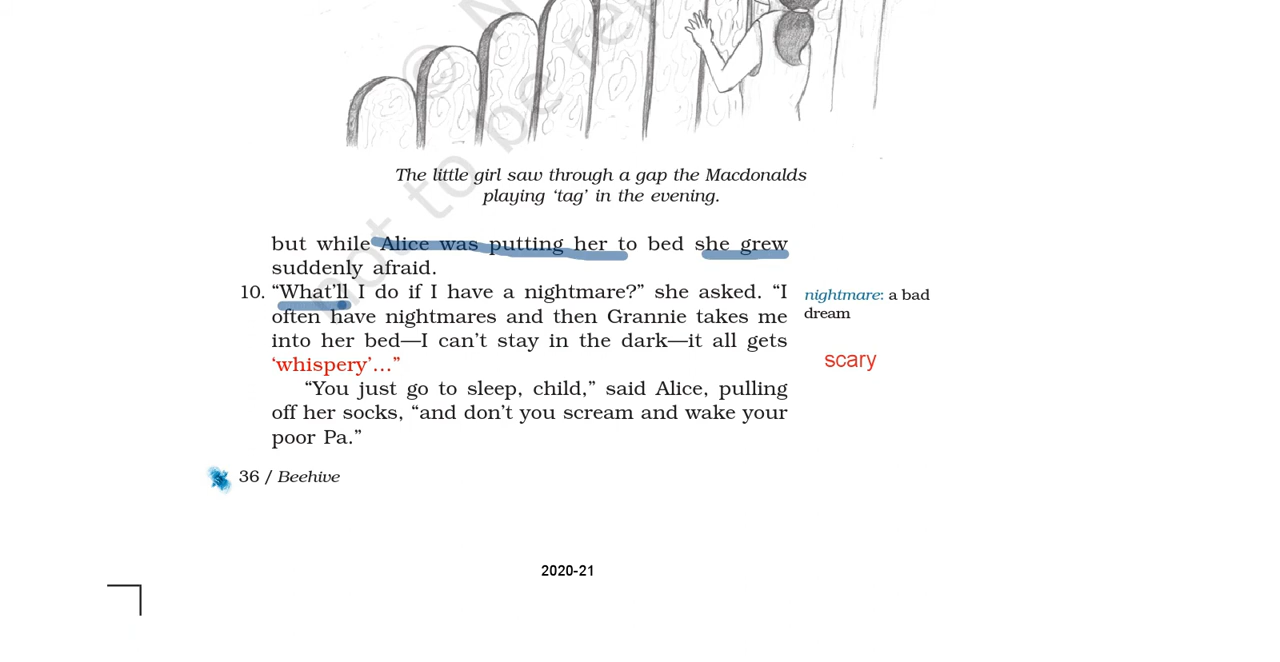 © N
not to be re
The little girl saw through a gap the Macdonalds
playing ‘tag’ in the evening.
but while Alice was putting her to bed she grew
suddenly afraid.
10. “What’ll I do if I have a nightmare?” she asked. “I
often have nightmares and then Grannie takes me
into her bed—I can’t stay in the dark—it all gets
‘whispery’...”
nightmare: a bad
dream
scary
“You just go to sleep, child,” said Alice, pulling
off her socks, “and don’t you scream and wake your
poor Pa.”
36 / Beehive
2020-21